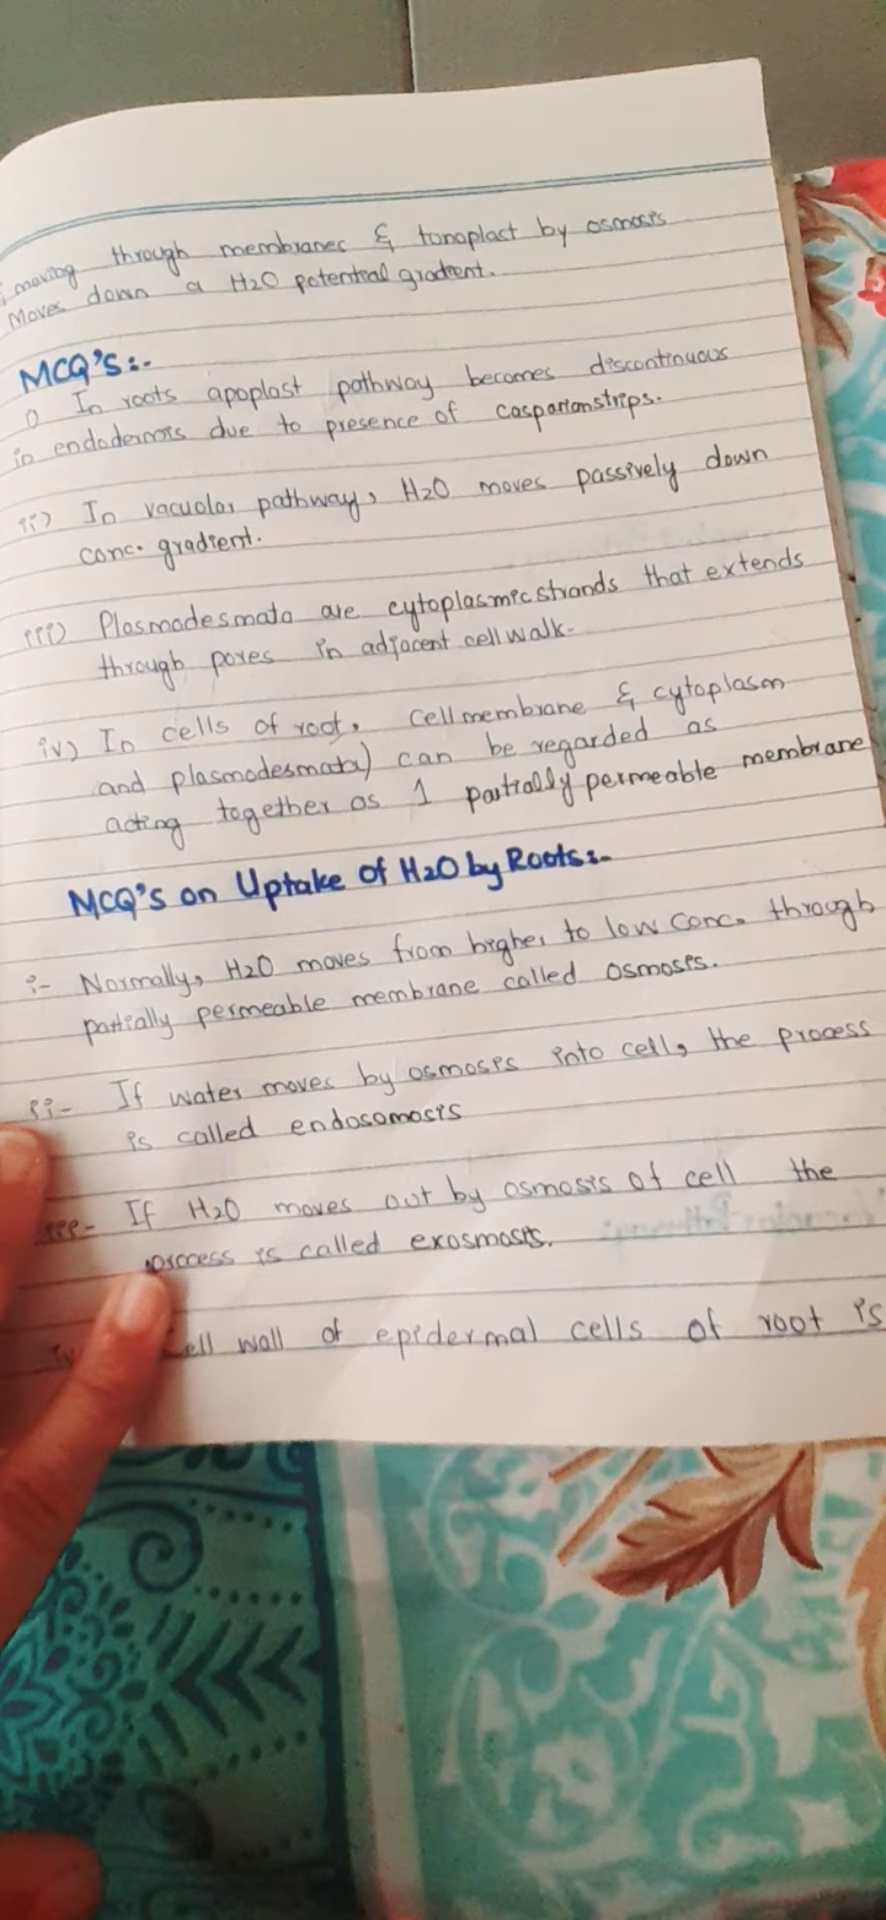 moving through membranes & tonoplast by osmosis
Moves down a H2O potential gradient.
MCQ'S:-
i) In roots apoplast pathway becomes discontinuous
in endodermis due to presence of casparian strips.
ii) In vacuolar pathway, H2O moves passively down
conc. gradient.
iii) Plasmodesmata are cytoplasmic strands that extends
through pores in adjacent cell walk.
iv) In cells of root, cell membrane & cytoplasm
and plasmodesmata) can be regarded as
acting together as 1 partially permeable membrane
MCQ'S on Uptake of H2O by Roots:-
i- Normally, H2O moves from higher to low conc. through
partially permeable membrane called osmosis.
ii- If water moves by osmosis into cell, the process
is called endosomosis
iii- If H2O moves out by osmosis of cell the
process is called exosmosis.
cell wall of epidermal cells of root is